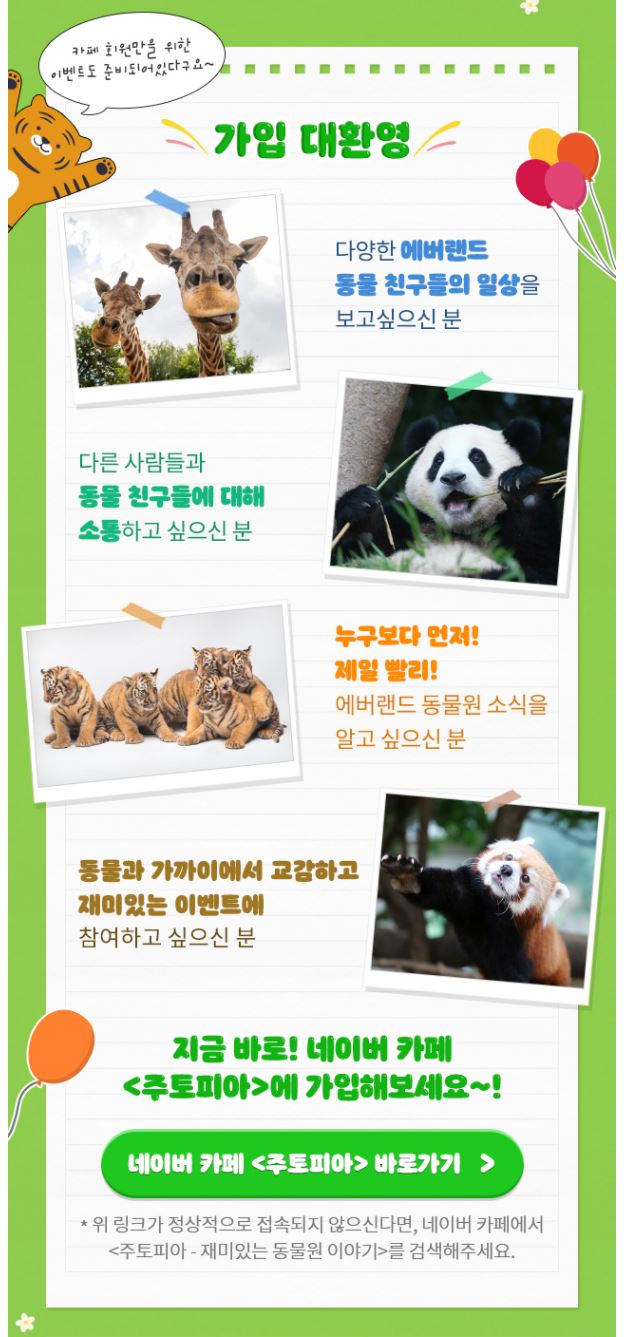 카페 회원만을 위한
이벤트도 준비되어있다구요~
가입 대환영
다양한 에버랜드
동물 친구들의 일상을
보고싶으신 분
다른 사람들과
동물 친구들에 대해
소통하고 싶으신 분
누구보다 먼저!
제일 빨리!
에버랜드 동물원 소식을
알고 싶으신 분
동물과 가까이에서 교감하고
재미있는 이벤트에
참여하고 싶으신 분
지금 바로! 네이버 카페
<주토피아>에 가입해보세요~!
네이버 카페 <주토피아> 바로가기 >
* 위 링크가 정상적으로 접속되지 않으신다면, 네이버 카페에서
<주토피아 - 재미있는 동물원 이야기>를 검색해주세요.